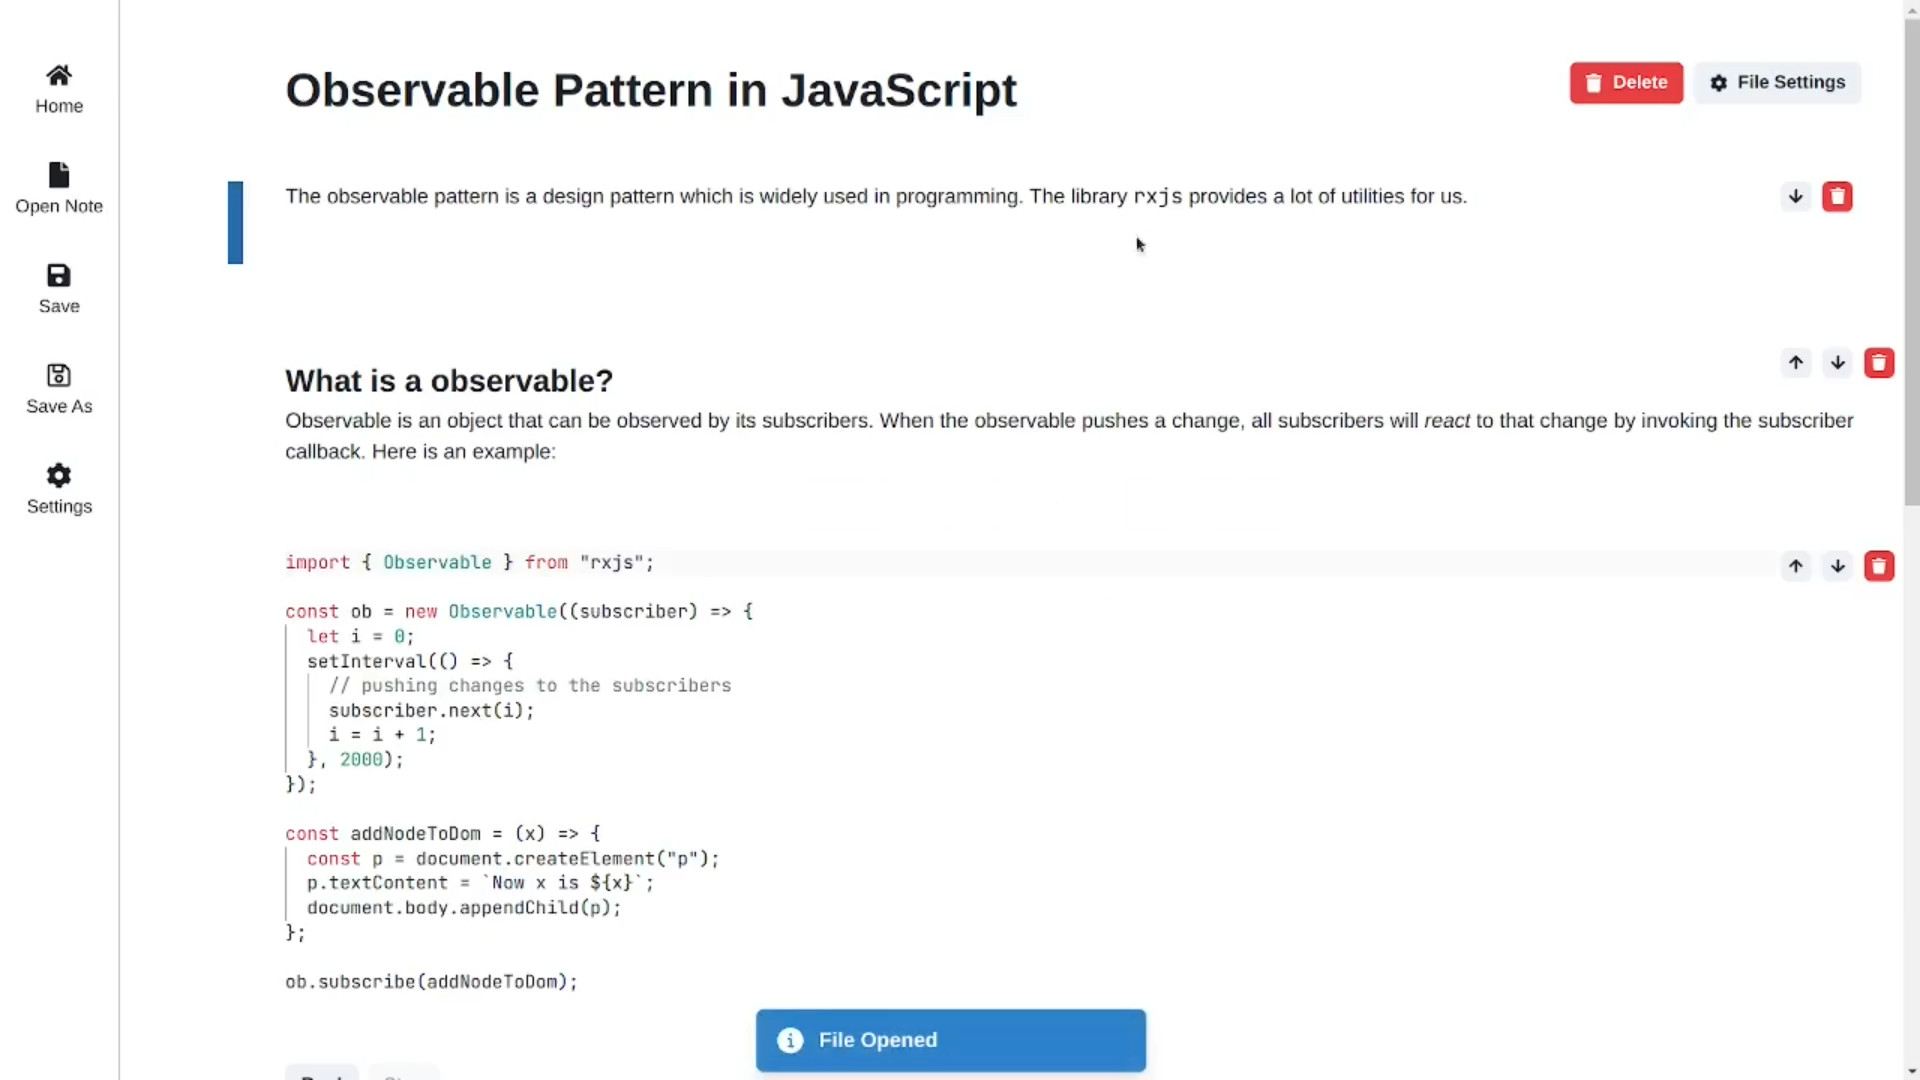 Home
Open Note
Save
Save As
Settings
Observable Pattern in JavaScript
Delete
File Settings
The observable pattern is a design pattern which is widely used in programming. The library rxjs provides a lot of utilities for us.
What is a observable?
Observable is an object that can be observed by its subscribers. When the observable pushes a change, all subscribers will react to that change by invoking the subscriber
callback. Here is an example:
import { Observable } from "rxjs";
const ob = new Observable((subscriber) => {
  let i = 0;
  setInterval(() => {
    // pushing changes to the subscribers
    subscriber.next(i);
    i = i + 1;
  }, 2000);
});
const addNodeToDom = (x) => {
  const p = document.createElement("p");
  p.textContent = `Now x is ${x}`;
  document.body.appendChild(p);
};
ob.subscribe(addNodeToDom);
File Opened